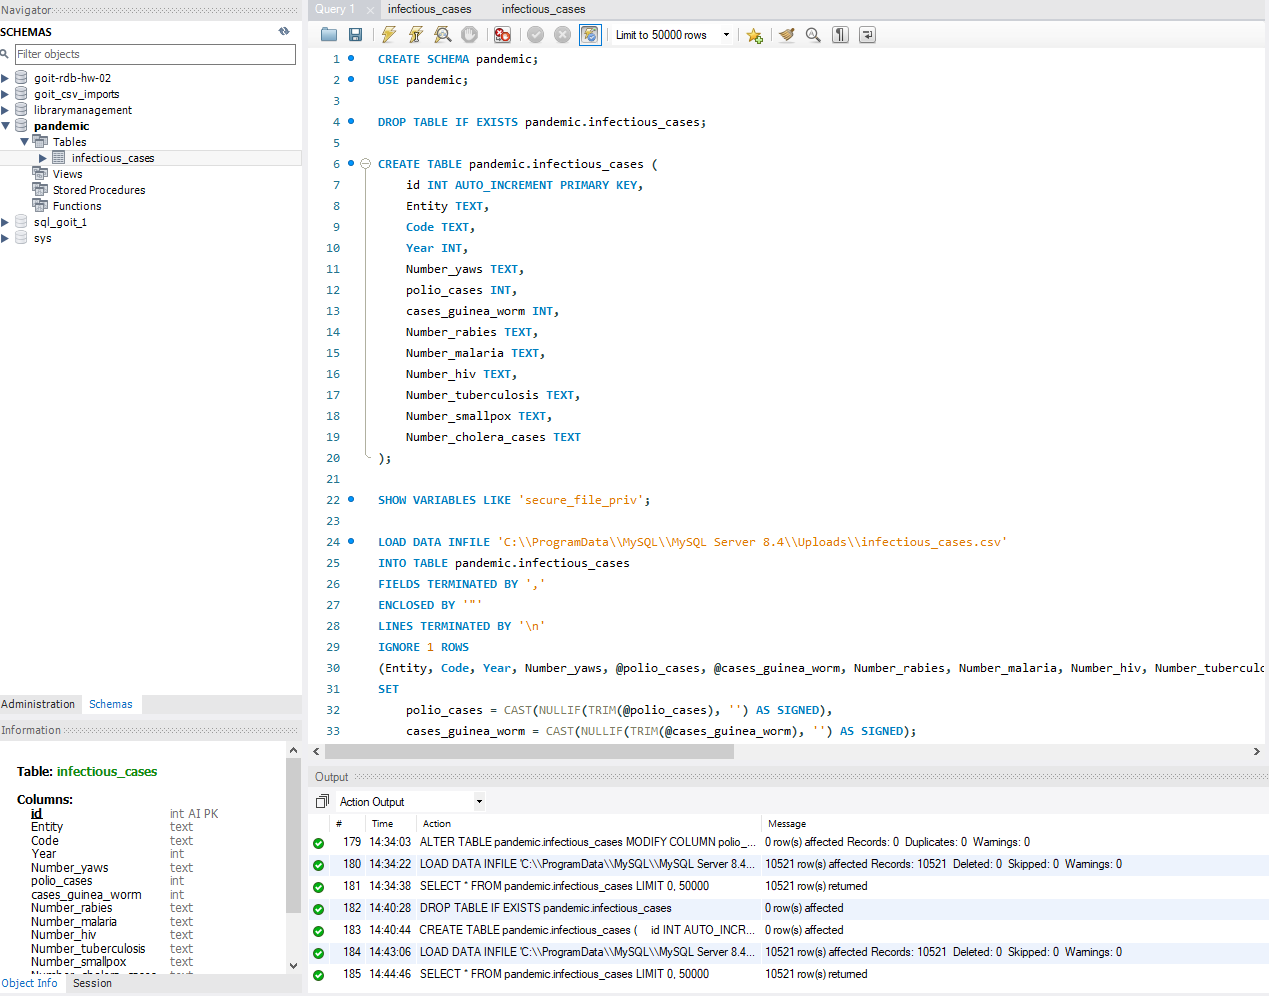 Navigator
SCHEMAS
Filter objects
goit-rdb-hw-02
goit_csv_imports
librarymanagement
pandemic
Tables
infectious_cases
Views
Stored Procedures
Functions
sql_goit_1
sys
Administration Schemas
Information
Table: infectious_cases
Columns:
id int AI PK
Entity text
Code text
Year int
Number_yaws text
polio_cases int
cases_guinea_worm int
Number_rabies text
Number_malaria text
Number_hiv text
Number_tuberculosis text
Number_smallpox text
Number_cholera_cases text
Object Info Session
Query 1 infectious_cases infectious_cases
Limit to 50000 rows
1 CREATE SCHEMA pandemic;
2 USE pandemic;
3
4 DROP TABLE IF EXISTS pandemic.infectious_cases;
5
6 CREATE TABLE pandemic.infectious_cases (
7 id INT AUTO_INCREMENT PRIMARY KEY,
8 Entity TEXT,
9 Code TEXT,
10 Year INT,
11 Number_yaws TEXT,
12 polio_cases INT,
13 cases_guinea_worm INT,
14 Number_rabies TEXT,
15 Number_malaria TEXT,
16 Number_hiv TEXT,
17 Number_tuberculosis TEXT,
18 Number_smallpox TEXT,
19 Number_cholera_cases TEXT
20 );
21
22 SHOW VARIABLES LIKE 'secure_file_priv';
23
24 LOAD DATA INFILE 'C:\\ProgramData\\MySQL\\MySQL Server 8.4\\Uploads\\infectious_cases.csv'
25 INTO TABLE pandemic.infectious_cases
26 FIELDS TERMINATED BY ','
27 ENCLOSED BY '"'
28 LINES TERMINATED BY '\n'
29 IGNORE 1 ROWS
30 (Entity, Code, Year, Number_yaws, @polio_cases, @cases_guinea_worm, Number_rabies, Number_malaria, Number_hiv, Number_tuberculo
31 SET
32 polio_cases = CAST(NULLIF(TRIM(@polio_cases), '') AS SIGNED),
33 cases_guinea_worm = CAST(NULLIF(TRIM(@cases_guinea_worm), '') AS SIGNED);
Output
Action Output
# Time Action Message
179 14:34:03 ALTER TABLE pandemic.infectious_cases MODIFY COLUMN polio_... 0 row(s) affected Records: 0 Duplicates: 0 Warnings: 0
180 14:34:22 LOAD DATA INFILE 'C:\\ProgramData\\MySQL\\MySQL Server 8.4... 10521 row(s) affected Records: 10521 Deleted: 0 Skipped: 0 Warnings: 0
181 14:34:38 SELECT * FROM pandemic.infectious_cases LIMIT 0, 50000 10521 row(s) returned
182 14:40:28 DROP TABLE IF EXISTS pandemic.infectious_cases 0 row(s) affected
183 14:40:44 CREATE TABLE pandemic.infectious_cases ( id INT AUTO_INCR... 0 row(s) affected
184 14:43:06 LOAD DATA INFILE 'C:\\ProgramData\\MySQL\\MySQL Server 8.4... 10521 row(s) affected Records: 10521 Deleted: 0 Skipped: 0 Warnings: 0
185 14:44:46 SELECT * FROM pandemic.infectious_cases LIMIT 0, 50000 10521 row(s) returned